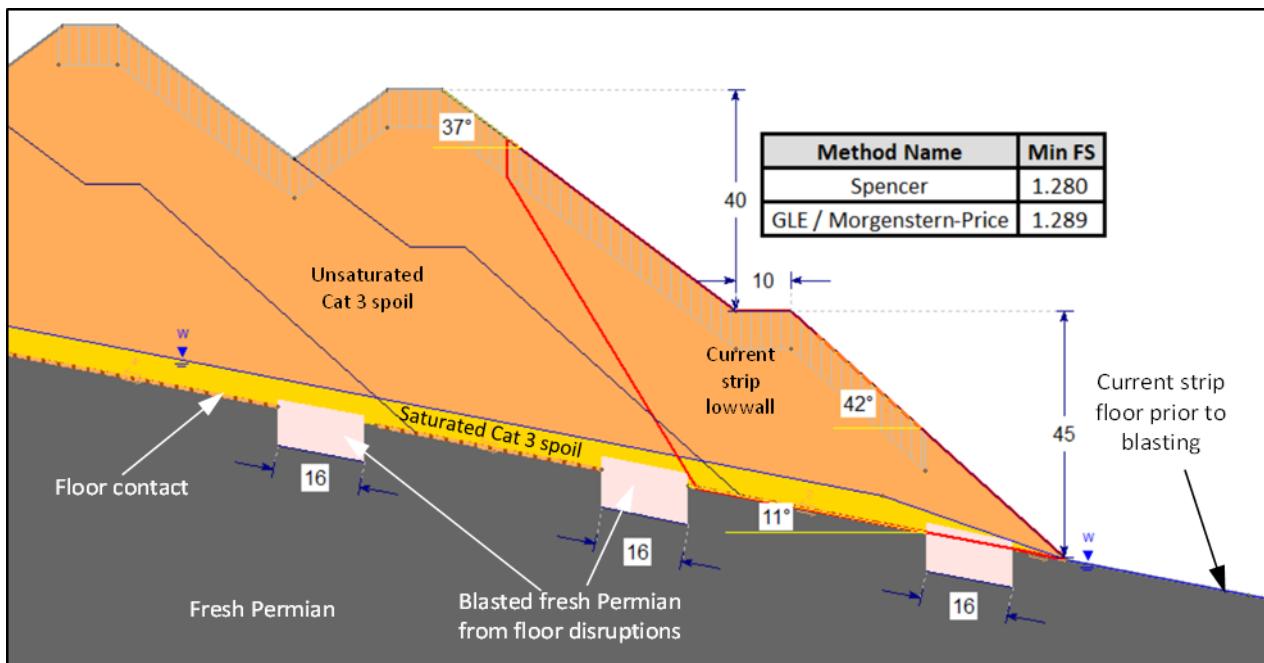 37°
40
Method Name Min FS
Spencer 1.280
GLE / Morgenstern-Price 1.289
10
Unsaturated
Cat 3 spoil
W
Current
strip
lowwall
42°
45
Current strip
floor prior to
blasting
Saturated Cat 3 spoil
Floor contact
16
11°
W
16
16
Fresh Permian
Blasted fresh Permian
from floor disruptions